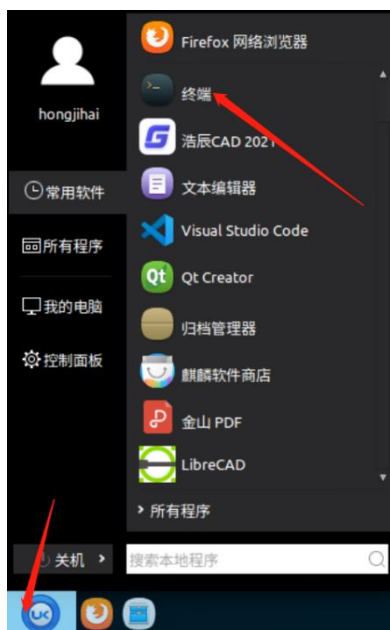 Firefox 网络浏览器
hongjihai
终端
浩辰CAD 2021
常用软件
文本编辑器
Visual Studio Code
所有程序
Qt Creator
我的电脑
归档管理器
控制面板
麒麟软件商店
金山 PDF
LibreCAD
所有程序
关机
搜索本地程序
UK